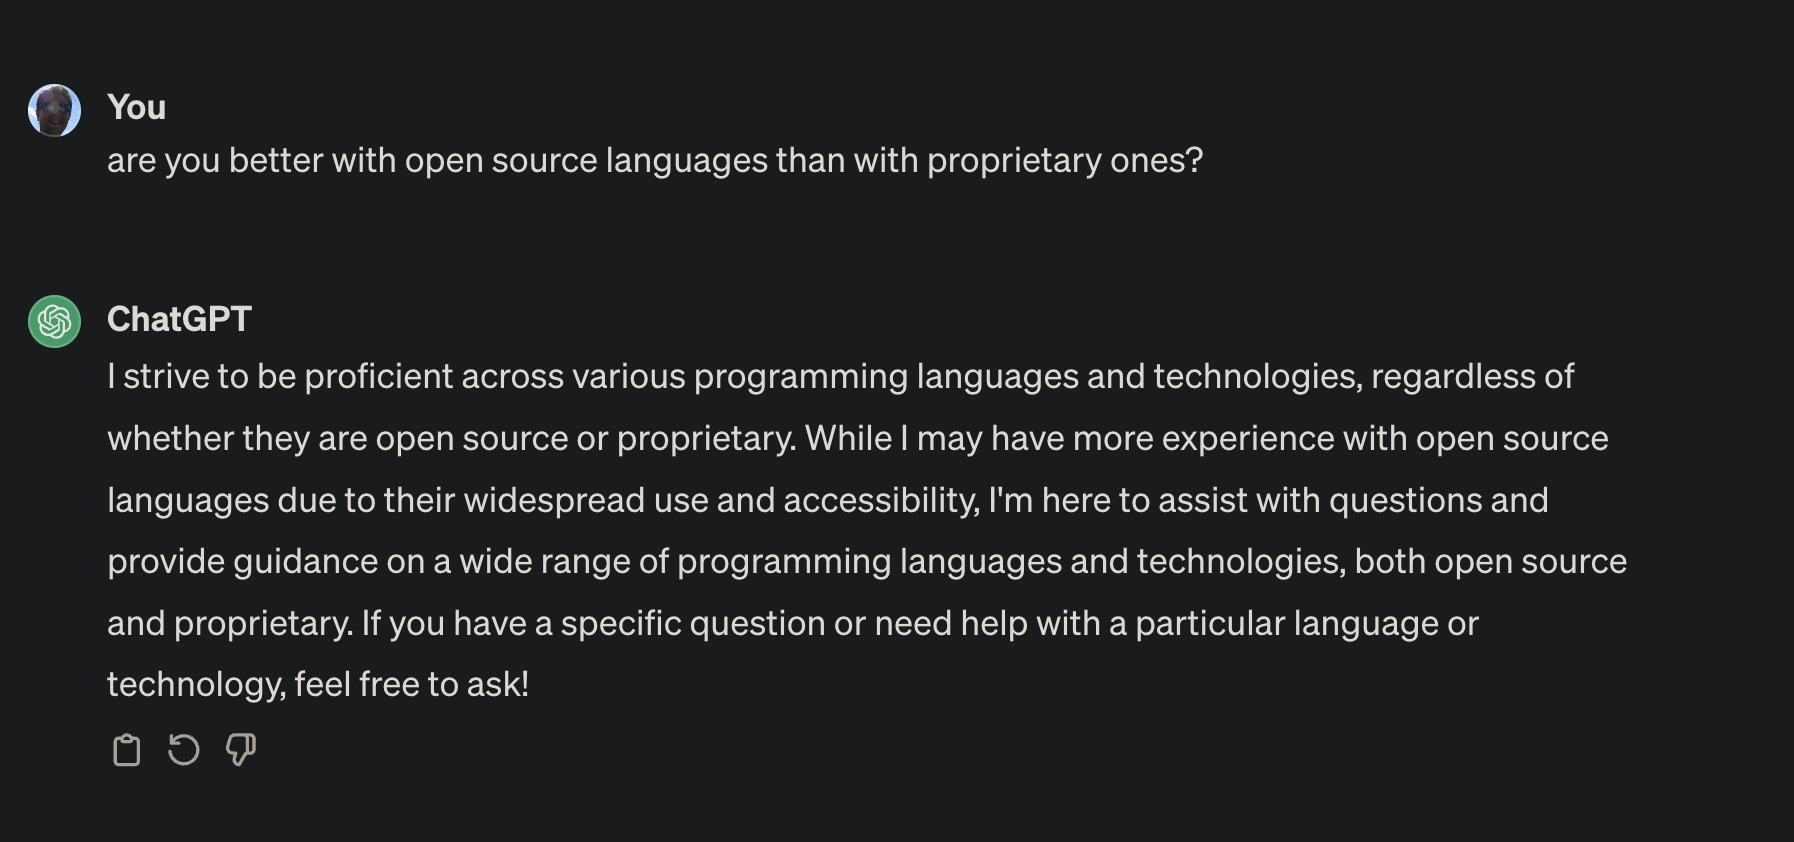 You
are you better with open source languages than with proprietary ones?
ChatGPT
I strive to be proficient across various programming languages and technologies, regardless of
whether they are open source or proprietary. While I may have more experience with open source
languages due to their widespread use and accessibility, I'm here to assist with questions and
provide guidance on a wide range of programming languages and technologies, both open source
and proprietary. If you have a specific question or need help with a particular language or
technology, feel free to ask!